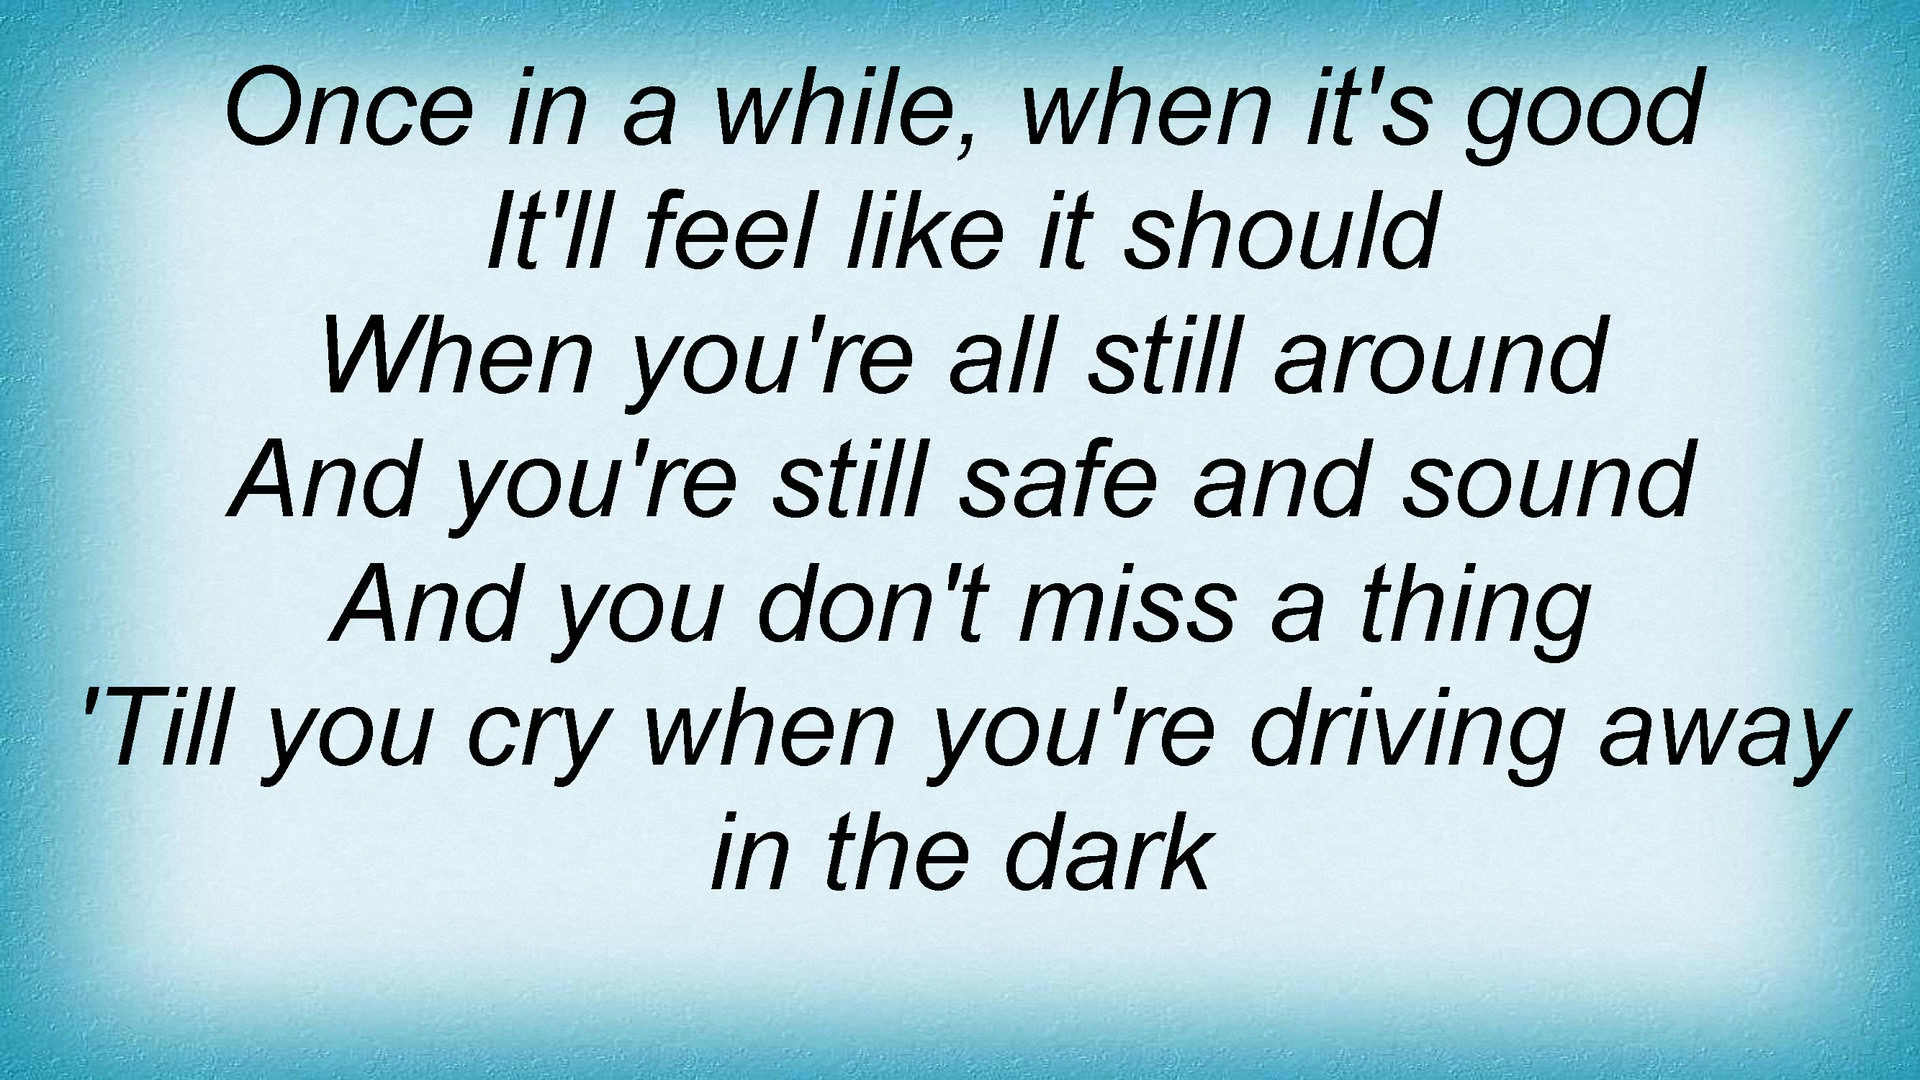 Once in a while, when it's good
It'll feel like it should
When you're all still around
And you're still safe and sound
And you don't miss a thing
'Till you cry when you're driving away
in the dark